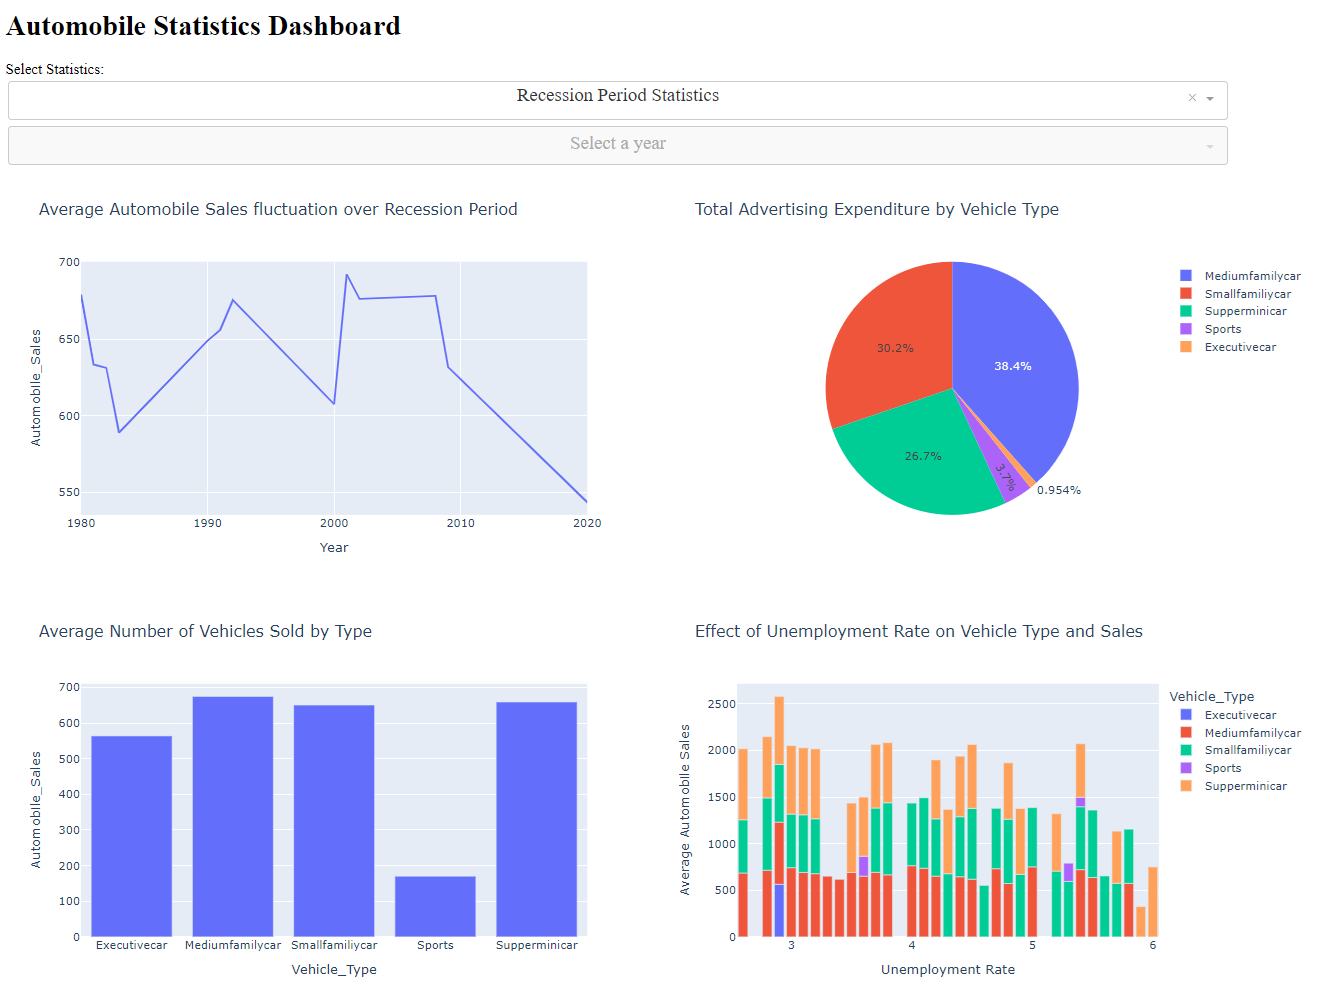 Automobile Statistics Dashboard
Select Statistics:
Recession Period Statistics
×
Select a year
Average Automobile Sales fluctuation over Recession Period
700
650
600
550
Automobile_Sales
1980 1990 2000 2010 2020
Year
Total Advertising Expenditure by Vehicle Type
38.4%
30.2%
26.7%
3.7%
0.954%
Mediumfamilycar
Smallfamiliycar
Supperminicar
Sports
Executivecar
Average Number of Vehicles Sold by Type
700
600
500
400
300
200
100
0
Automobile_Sales
Executivecar Mediumfamilycar Smallfamiliycar Sports Supperminicar
Vehicle_Type
Effect of Unemployment Rate on Vehicle Type and Sales
2500
2000
1500
1000
500
0
Average Automobile Sales
3 4 5 6
Unemployment Rate
Vehicle_Type
Executivecar
Mediumfamilycar
Smallfamiliycar
Sports
Supperminicar